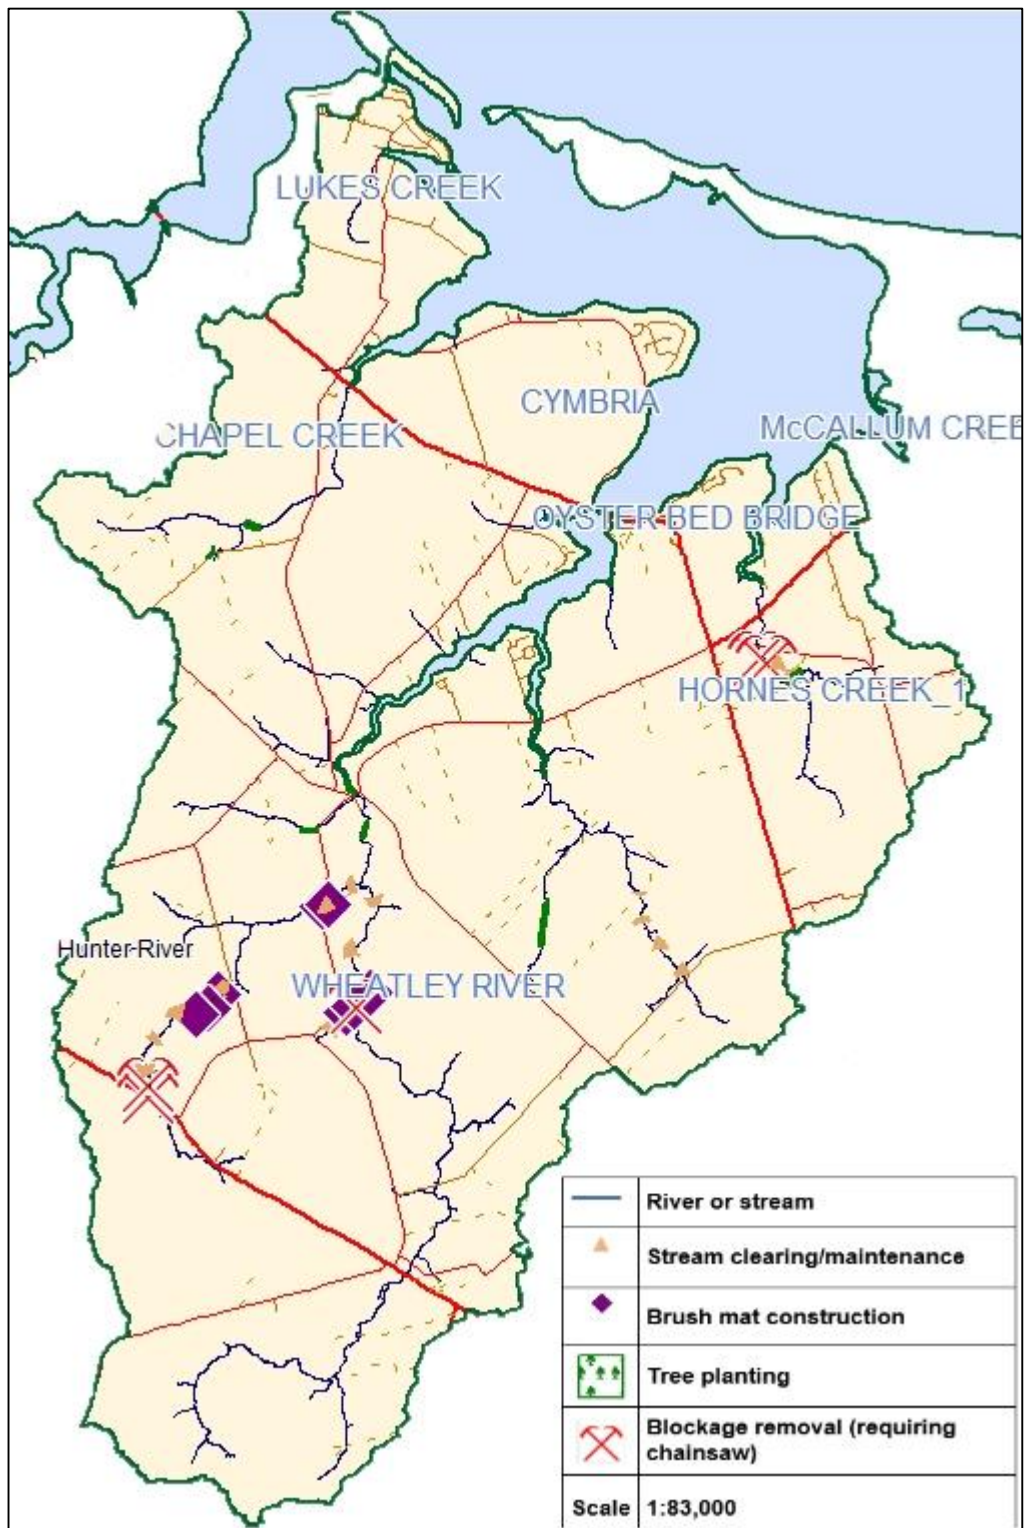 LUKES CREEK
CYMBRIA
CHAPEL CREEK
McCALLUM CREE
OYSTER BED BRIDGE
HORNES CREEK_1
Hunter-River
WHEATLEY RIVER
River or stream
Stream clearing/maintenance
Brush mat construction
Tree planting
Blockage removal (requiring
chainsaw)
Scale 1:83,000